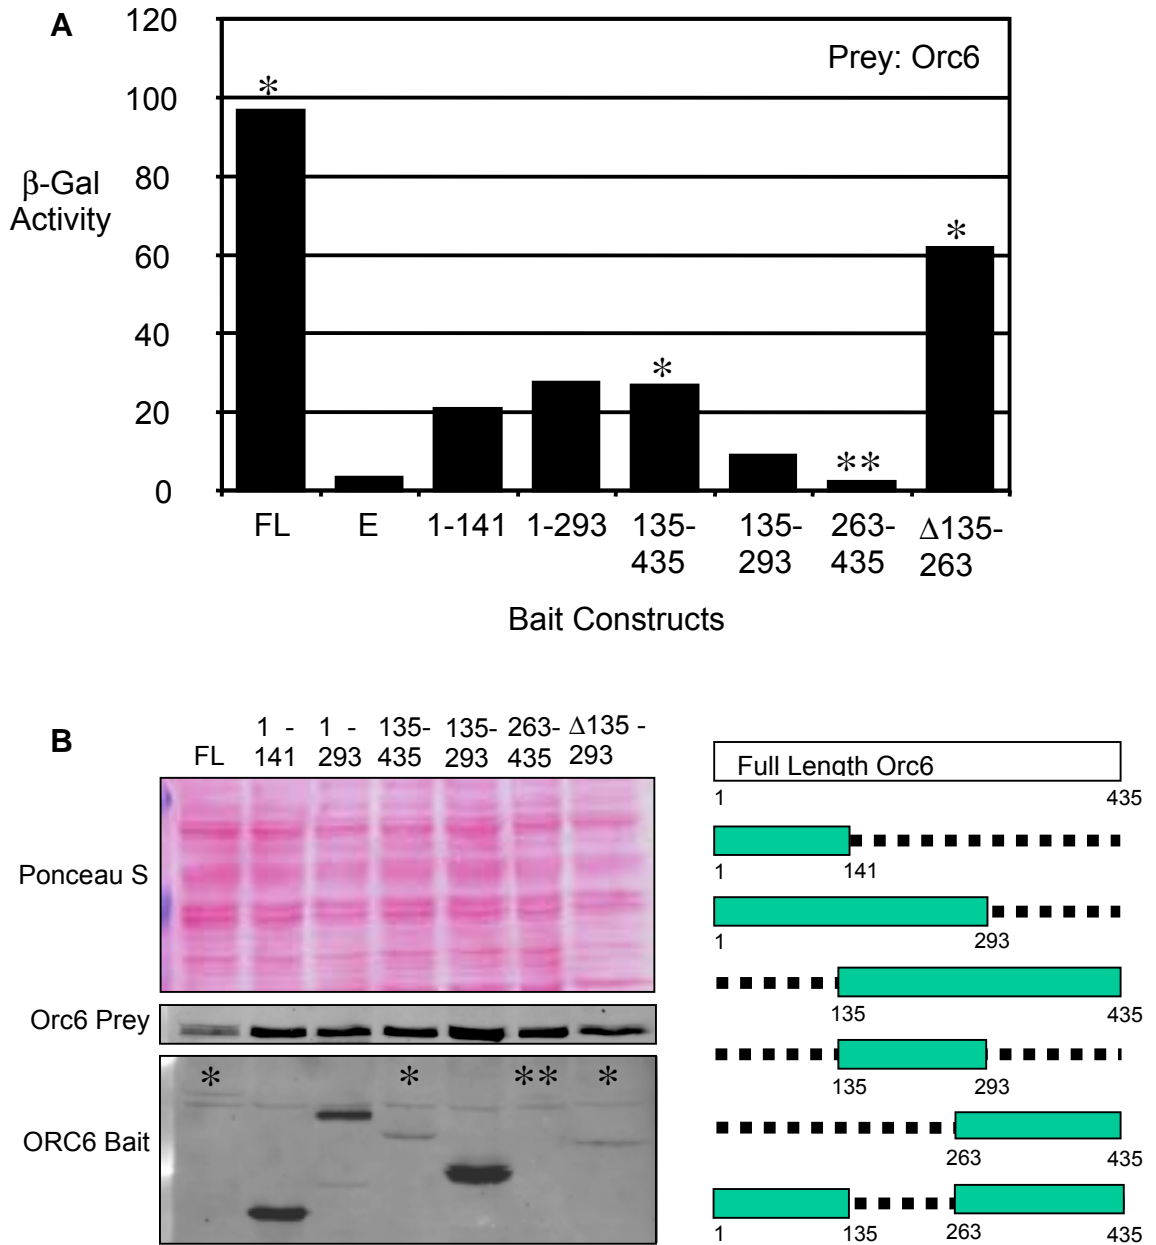 A
120
100
80
60
40
20
0
β-Gal
Activity
Prey: Orc6
*
*
**
*
FL
E
1-141
1-293
135-
435
135-
293
263-
435
Δ135-
263
Bait Constructs
B
FL
1 -
141
1 -
293
135-
435
135-
293
263-
435
Δ135 -
293
Ponceau S
Orc6 Prey
ORC6 Bait
*
*
**
*
Full Length Orc6
1 435
1 141
1 293
135 435
135 293
263 435
1 135 263 435